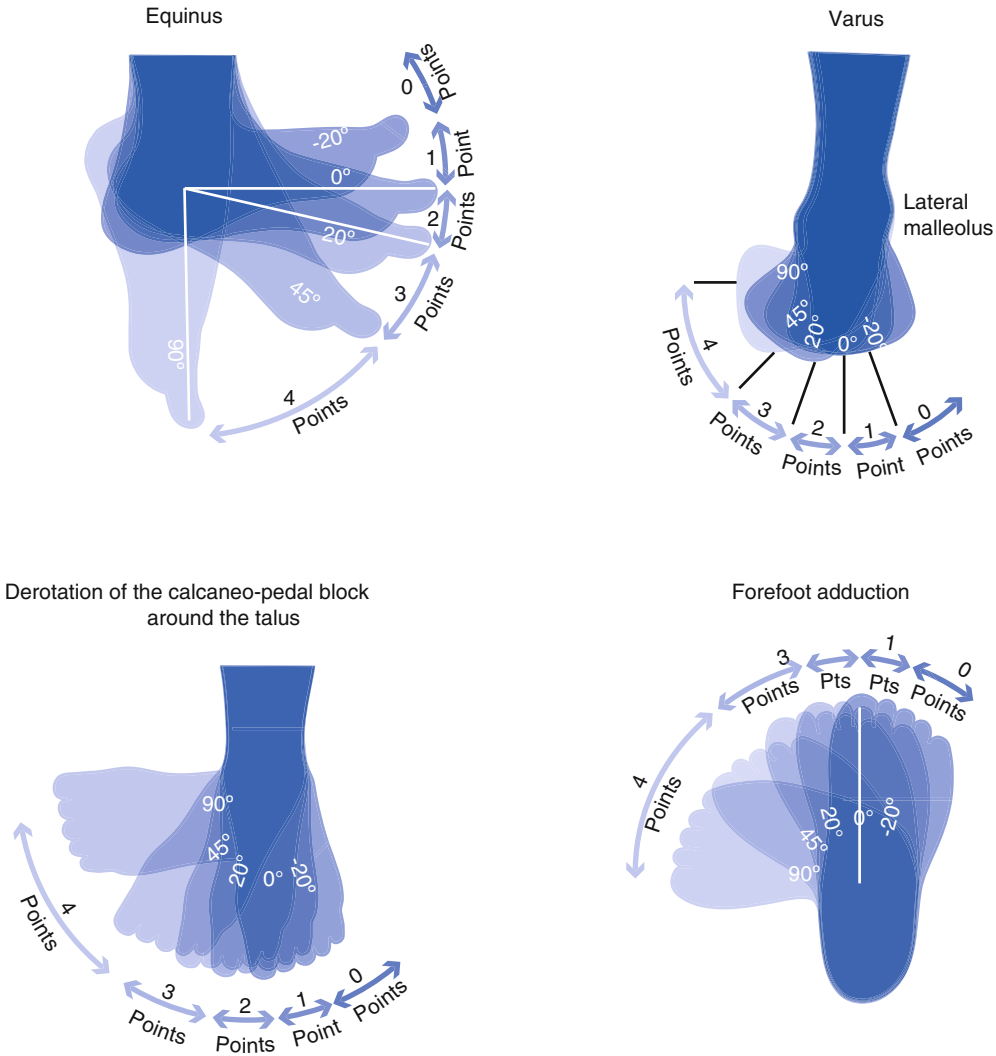 Equinus
0
Points
-20°
1
Point
0°
2
Points
20°
3
Points
45°
90°
4
Points
Varus
Lateral
malleolus
90°
45°
20°
0°
-20°
4
Points
3
Points
2
Points
1
Point
0
Points
Derotation of the calcaneo-pedal block
around the talus
90°
45°
20°
0°
-20°
4
Points
3
Points
2
Points
1
Point
0
Points
Forefoot adduction
3
Points
Pts
1
Pts
0
Points
4
Points
20°
0°
-20°
45°
90°